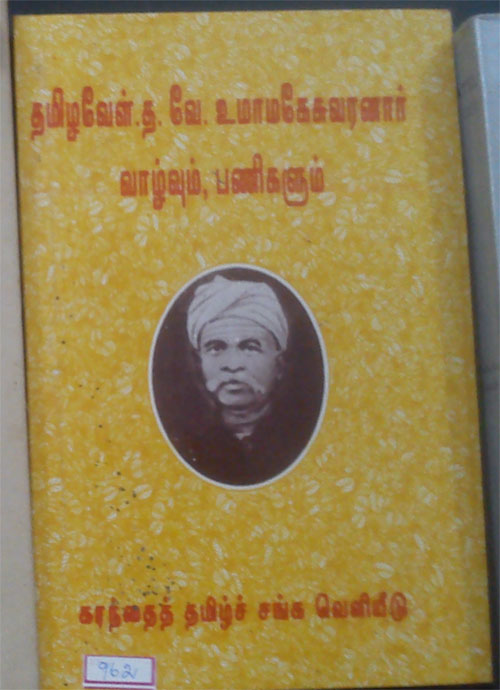 தமிழவேள்.த. வே. உமாமகேசுவரனார்
வாழ்வும், பணிகளும்
கரந்தைத் தமிழ்ச் சங்க வெளியீடு